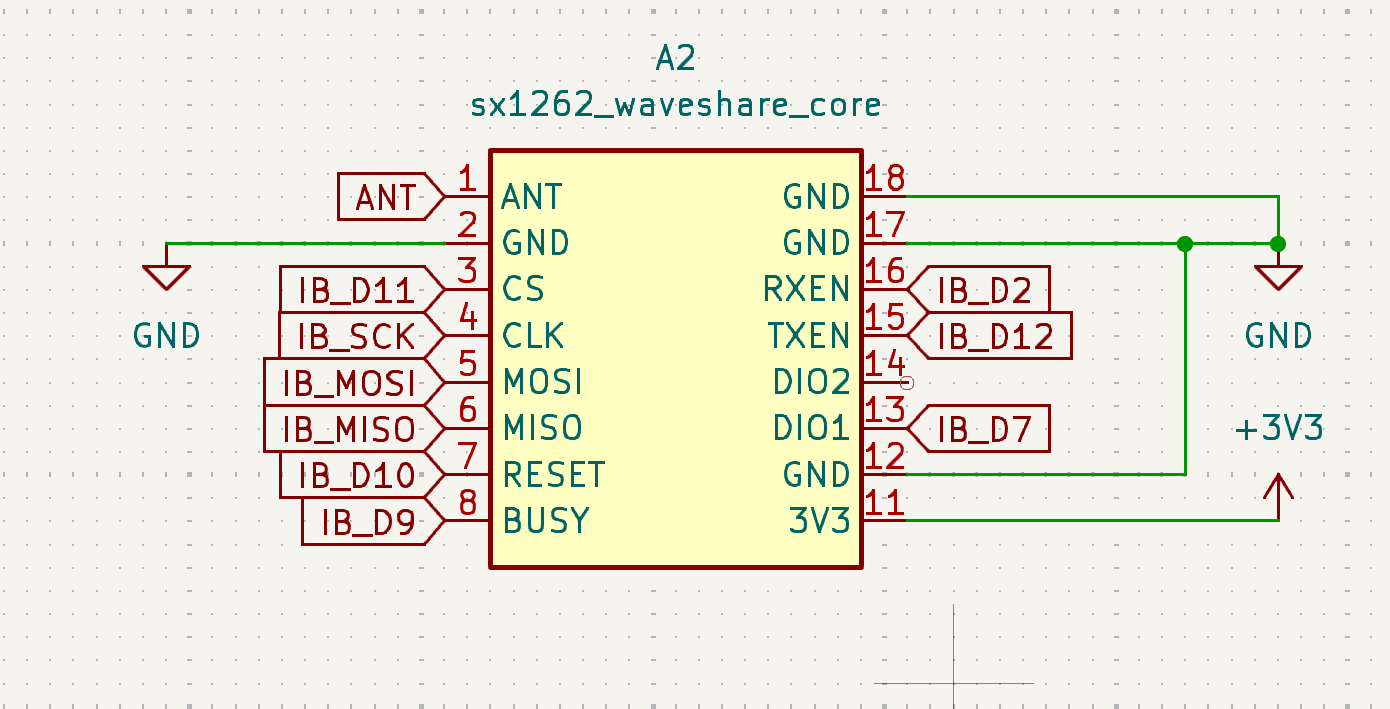 A2
sx1262_waveshare_core
ANT 1 ANT GND 18
2 GND GND 17
IB_D11 3 CS RXEN 16 IB_D2
IB_SCK 4 CLK TXEN 15 IB_D12
GND GND
IB_MOSI 5 MOSI DIO2 14
IB_MISO 6 MISO DIO1 13 IB_D7 +3V3
IB_D10 7 RESET GND 12
IB_D9 8 BUSY 3V3 11